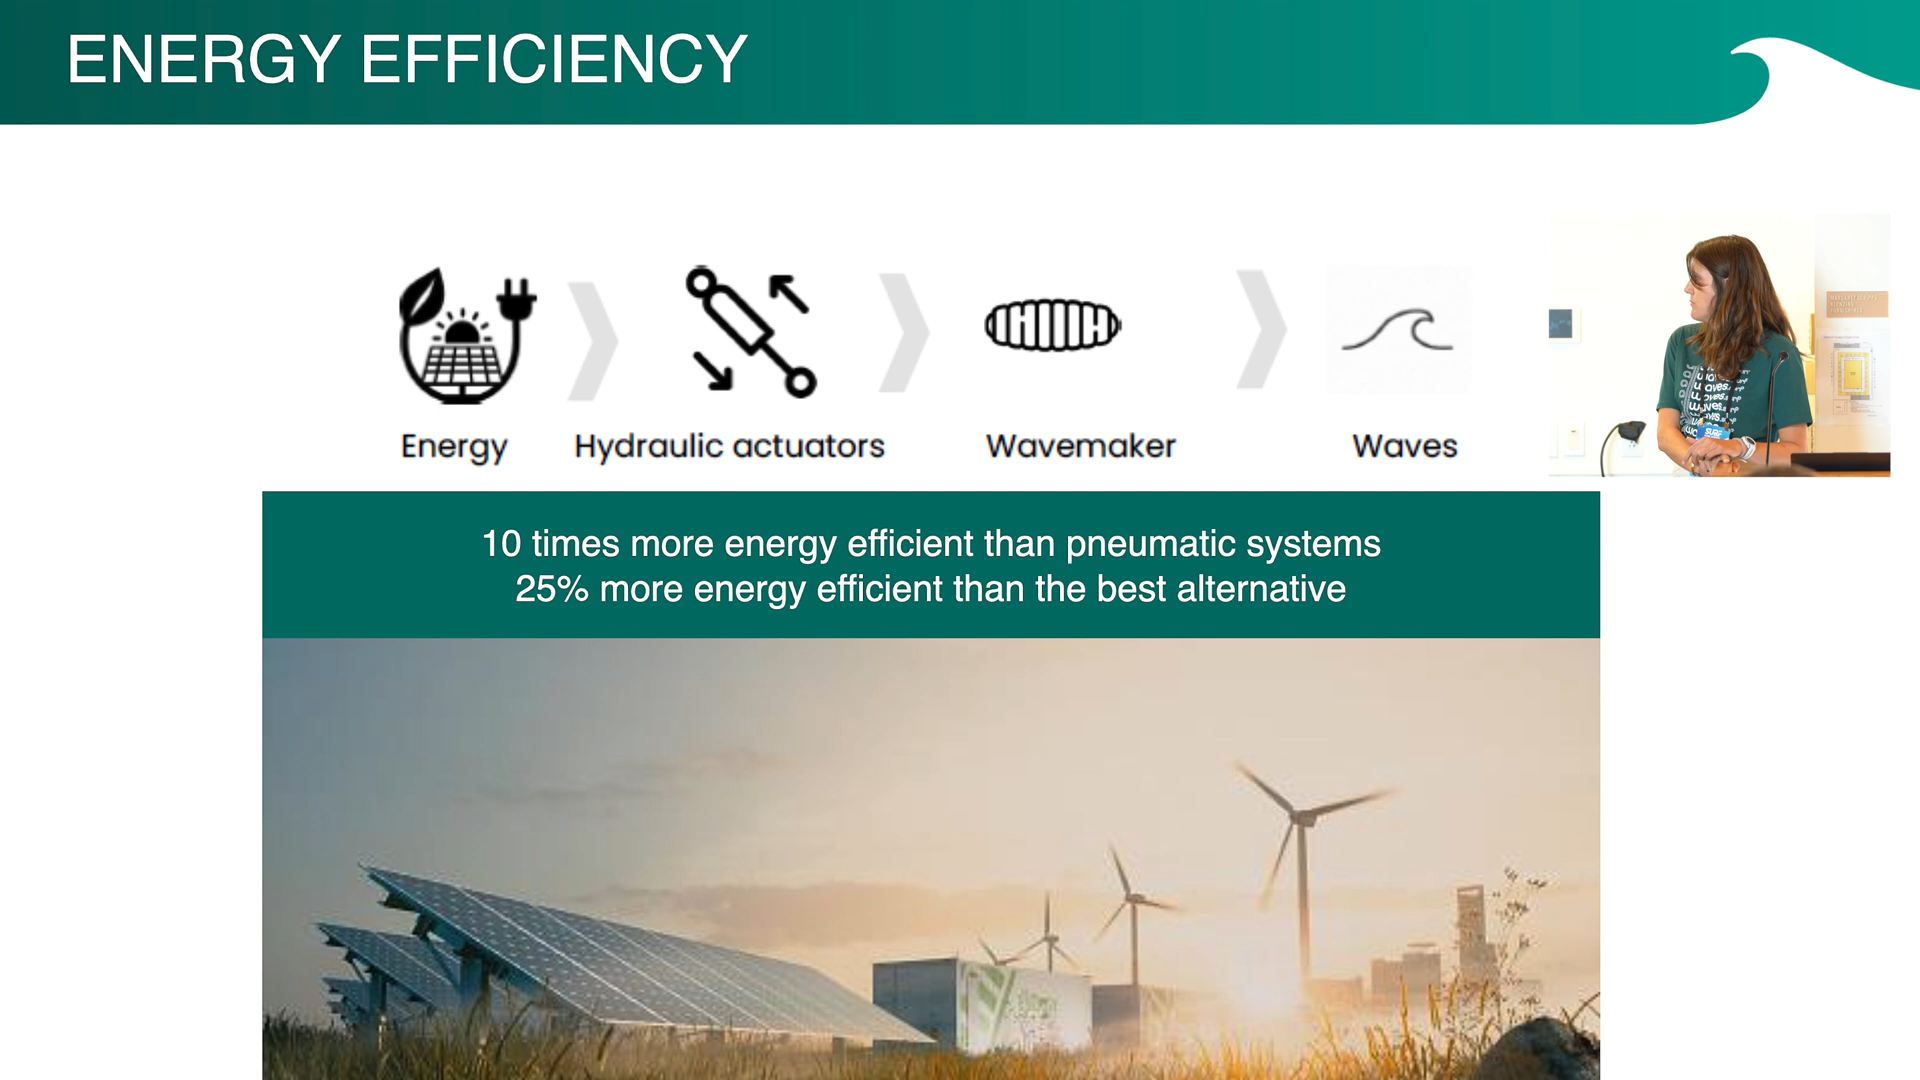 ENERGY EFFICIENCY
Energy
Hydraulic actuators
Wavemaker
Waves
10 times more energy efficient than pneumatic systems
25% more energy efficient than the best alternative
SURF